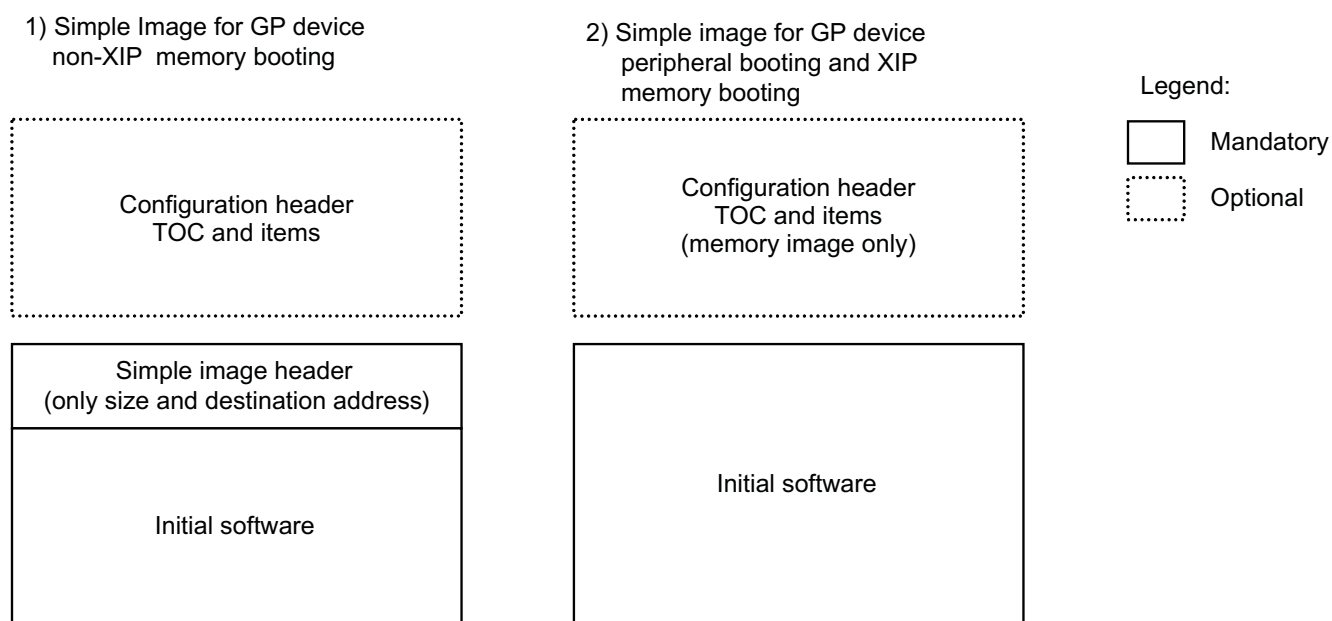 1) Simple Image for GP device
non-XIP memory booting
Configuration header
TOC and items
Simple image header
(only size and destination address)
Initial software
2) Simple image for GP device
peripheral booting and XIP
memory booting
Configuration header
TOC and items
(memory image only)
Initial software
Legend:
Mandatory
Optional